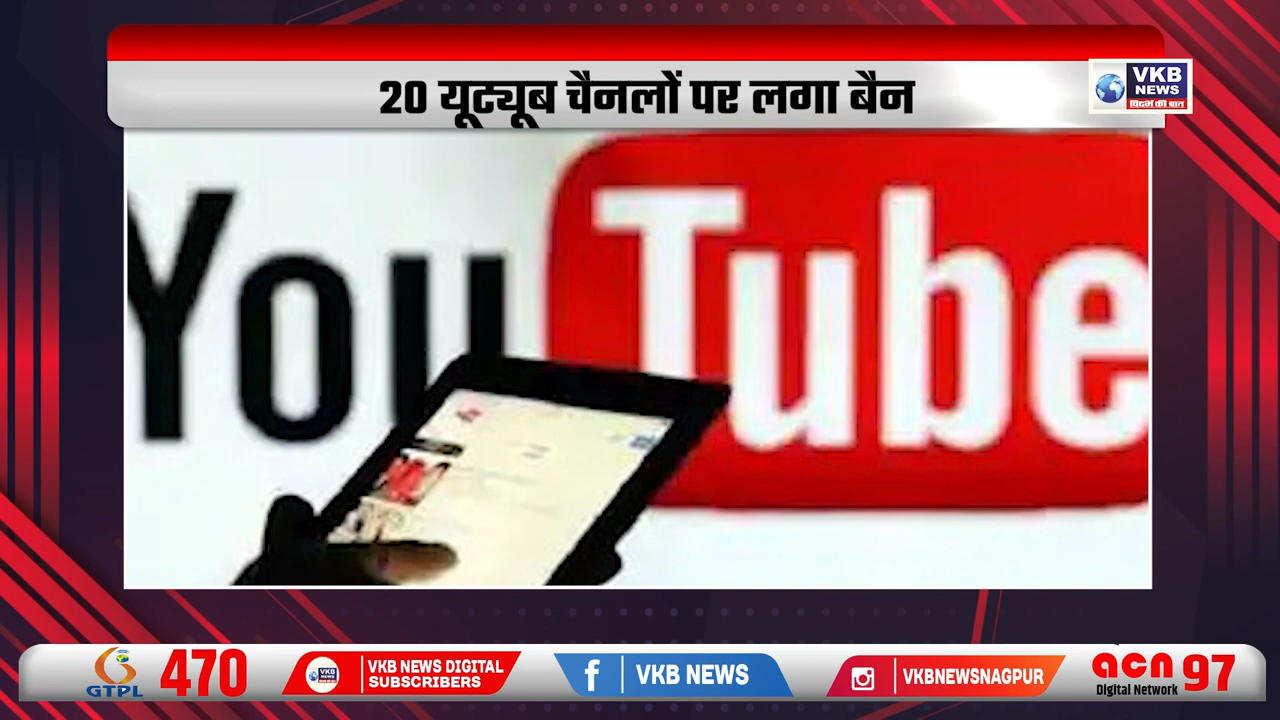 20 यूट्यूब चैनलों पर लगा बैन
VKB
NEWS
विदर्भ की बात
YouTube
GTPL
470
VKB NEWS DIGITAL
SUBSCRIBERS
VKB NEWS
VKBNEWSNAGPUR
acn 97
Digital Network